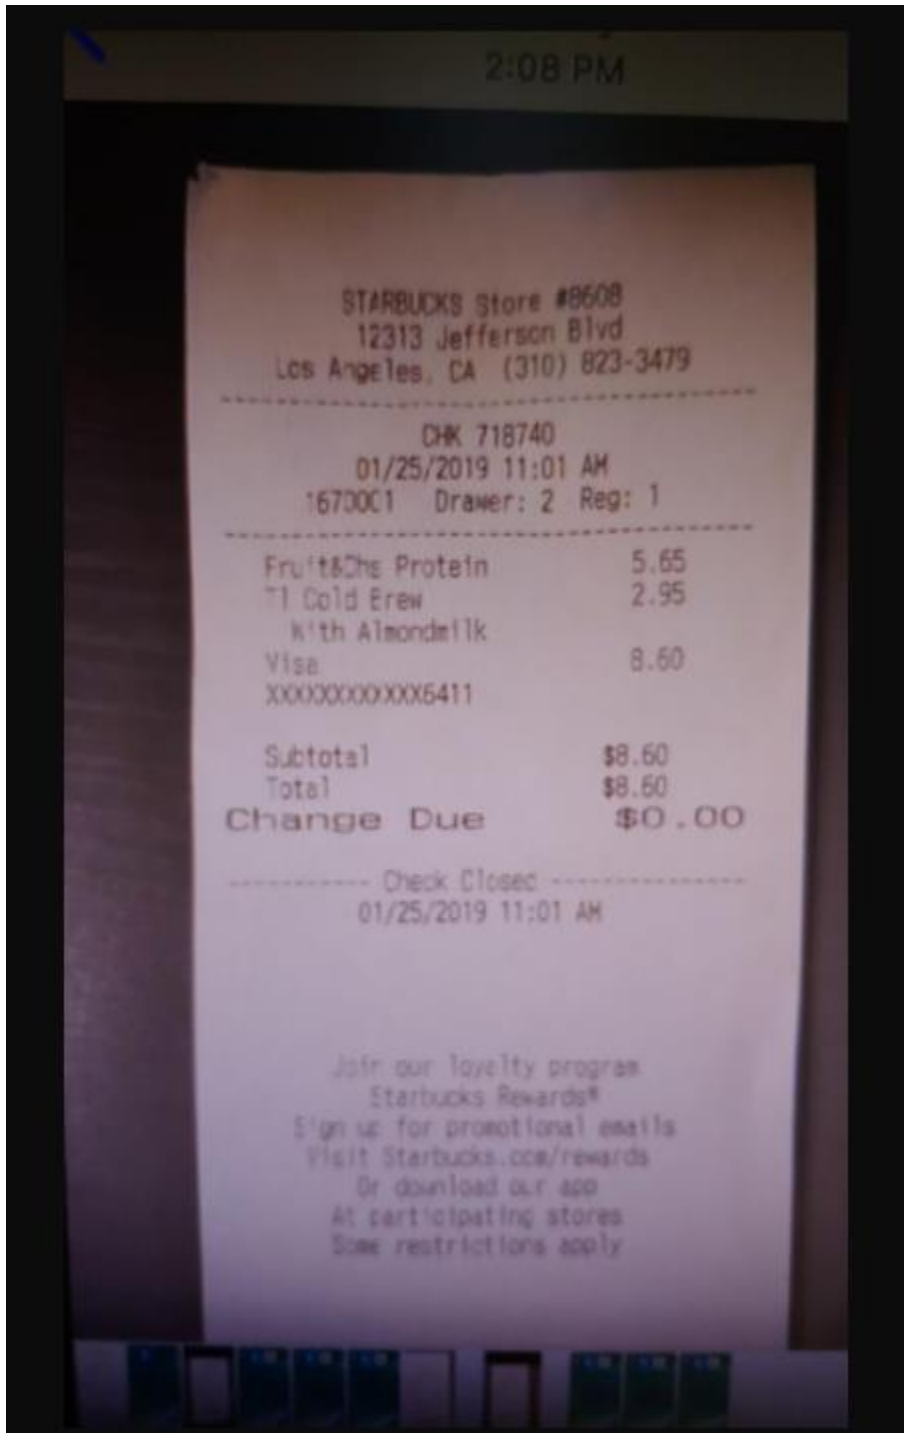 2:08 PM
STARBUCKS Store #8608
12313 Jefferson Blvd
Los Angeles, CA (310) 823-3479
CHK 718740
01/25/2019 11:01 AM
1670001 Drawer: 2 Reg: 1
Fruit&Chs Protein 5.65
Tl Cold Brew 2.95
With Almondmilk
Visa 8.60
XXXXXXXXXXXX6411
Subtotal $8.60
Total $8.60
Change Due $0.00
------------ Check Closed ---------------
01/25/2019 11:01 AM
Join our loyalty program
Starbucks Rewards®
Sign up for promotional emails
Visit Starbucks.com/rewards
Or download our app
At participating stores
Some restrictions apply